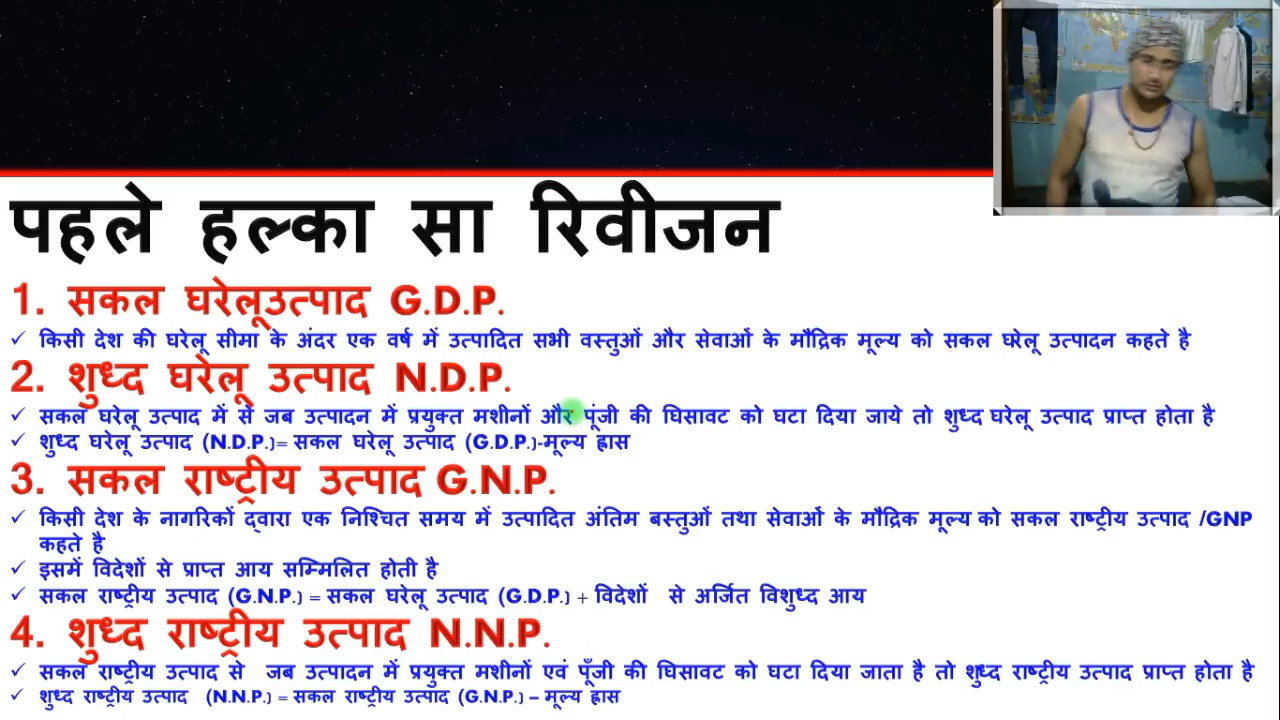 पहले हल्का सा रिवीजन
1. सकल घरेलूउत्पाद G.D.P.
✓ किसी देश की घरेलू सीमा के अंदर एक वर्ष में उत्पादित सभी वस्तुओं और सेवाओं के मौद्रिक मूल्य को सकल घरेलू उत्पादन कहते है
2. शुध्द घरेलू उत्पाद N.D.P.
✓ सकल घरेलू उत्पाद में से जब उत्पादन में प्रयुक्त मशीनों और पूंजी की घिसावट को घटा दिया जाये तो शुध्द घरेलू उत्पाद प्राप्त होता है
✓ शुध्द घरेलू उत्पाद (N.D.P.)= सकल घरेलू उत्पाद (G.D.P.)-मूल्य ह्रास
3. सकल राष्ट्रीय उत्पाद G.N.P.
✓ किसी देश के नागरिकों द्वारा एक निश्चित समय में उत्पादित अंतिम बस्तुओं तथा सेवाओं के मौद्रिक मूल्य को सकल राष्ट्रीय उत्पाद /GNP
कहते है
✓ इसमें विदेशों से प्राप्त आय सम्मिलित होती है
✓ सकल राष्ट्रीय उत्पाद (G.N.P.) = सकल घरेलू उत्पाद (G.D.P.) + विदेशों से अर्जित विशुध्द आय
4. शुध्द राष्ट्रीय उत्पाद N.N.P.
✓ सकल राष्ट्रीय उत्पाद से जब उत्पादन में प्रयुक्त मशीनों एवं पूँजी की घिसावट को घटा दिया जाता है तो शुध्द राष्ट्रीय उत्पाद प्राप्त होता है
✓ शुध्द राष्ट्रीय उत्पाद (N.N.P.) = सकल राष्ट्रीय उत्पाद (G.N.P.) – मूल्य ह्रास